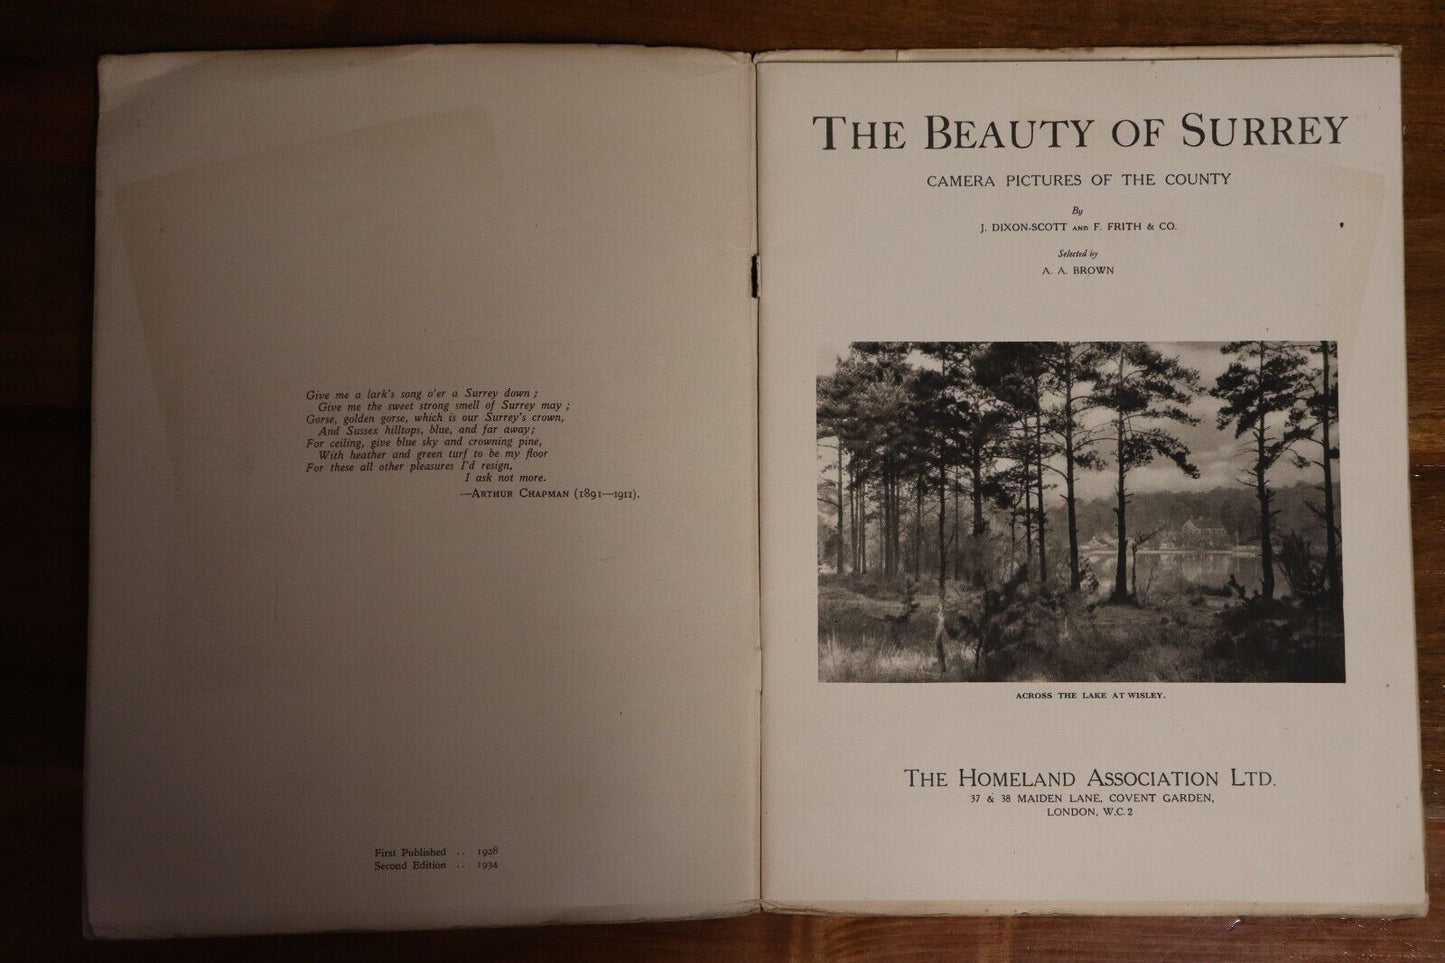 Give me a lark's song o'er a Surrey down ;
Give me the sweet strong smell of Surrey may ;
Gorse, golden gorse, which is our Surrey's crown,
And Sussex hilltops, blue, and far away;
For ceiling, give blue sky and crowning pine,
With heather and green turf to be my floor
For these all other pleasures I'd resign,
I ask not more.
—Arthur Chapman (1891—1911).
First Published .. 1928
Second Edition .. 1934
The Beauty of Surrey
CAMERA PICTURES OF THE COUNTY
By
J. DIXON-SCOTT AND F. FRITH & CO.
Selected by
A. A. BROWN
ACROSS THE LAKE AT WISLEY.
The Homeland Association Ltd.
37 & 38 MAIDEN LANE, COVENT GARDEN,
LONDON, W.C.2